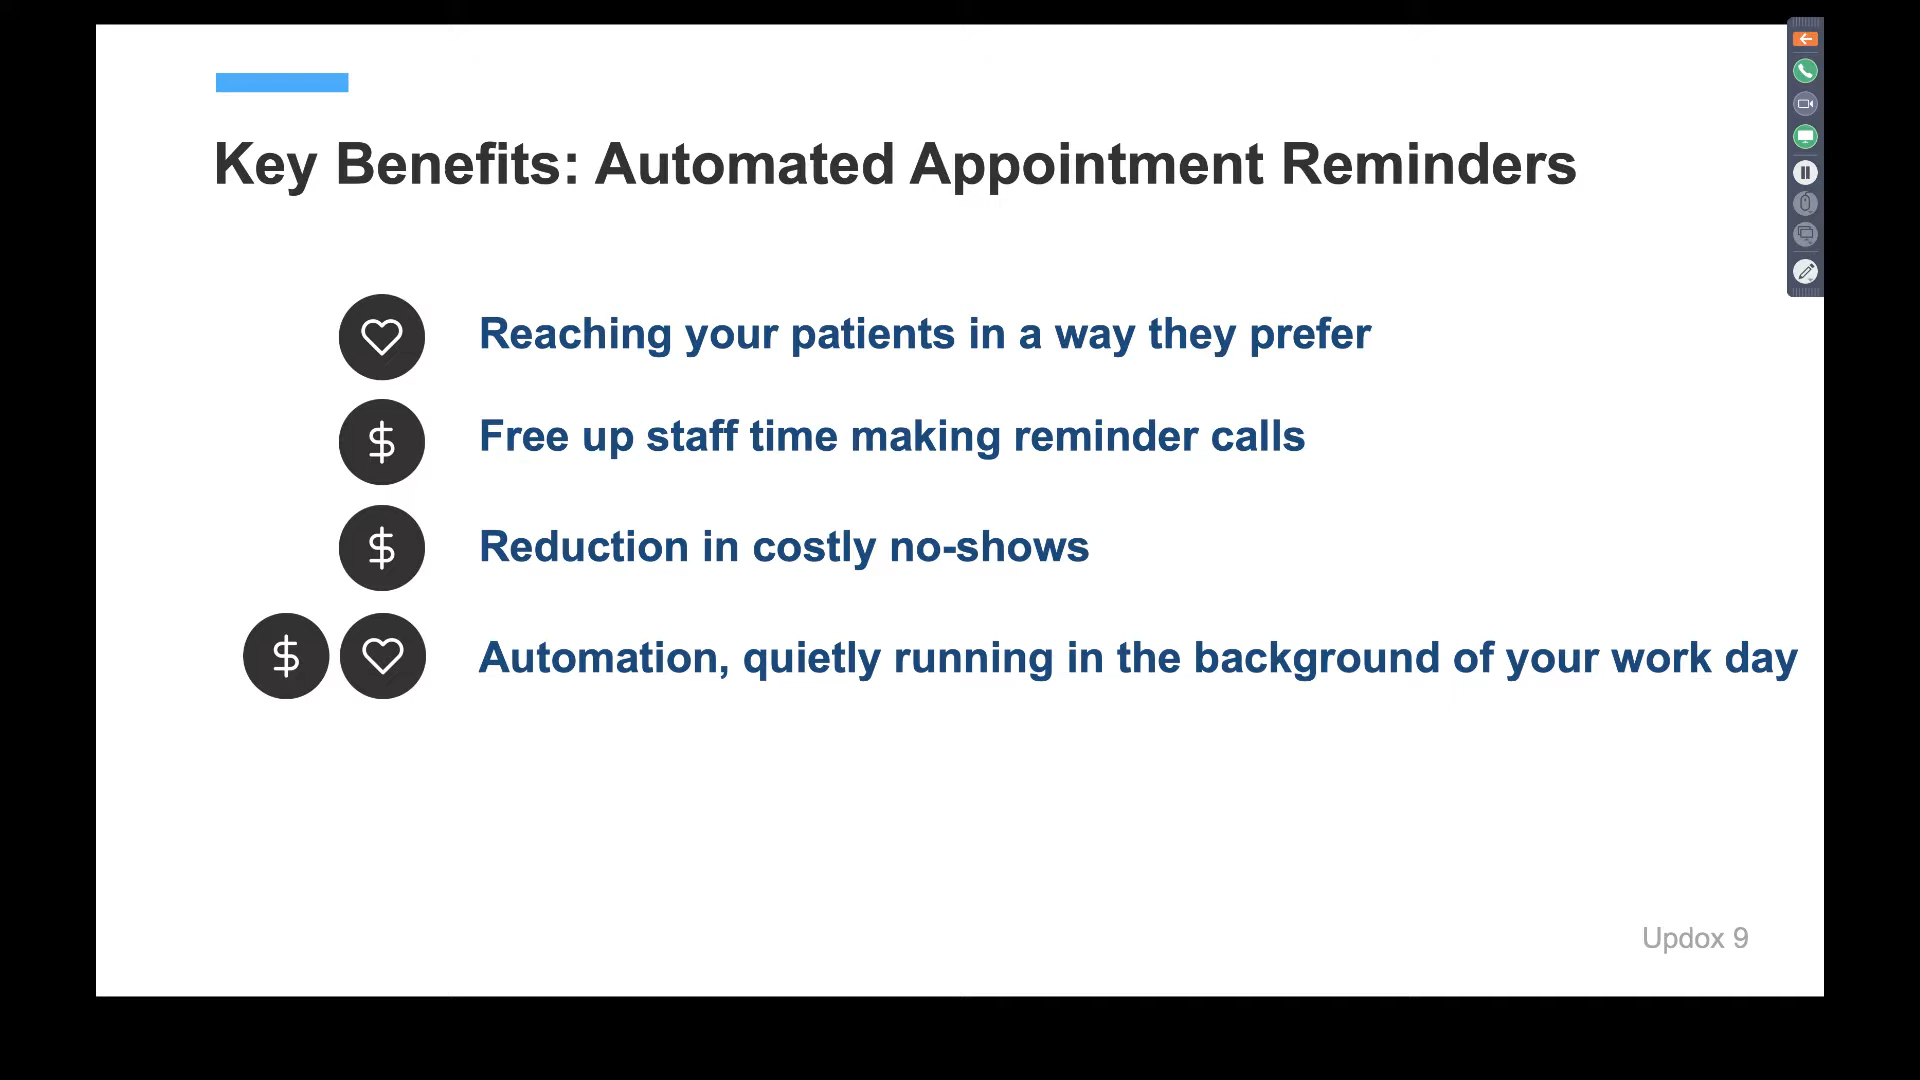 Key Benefits: Automated Appointment Reminders
Reaching your patients in a way they prefer
$ Free up staff time making reminder calls
$ Reduction in costly no-shows
$ Automation, quietly running in the background of your work day
Updox 9